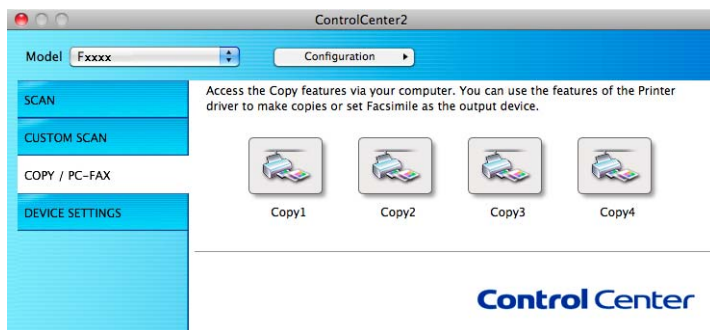 ControlCenter2
Model Fxxxx Configuration
SCAN
CUSTOM SCAN
COPY / PC-FAX
DEVICE SETTINGS
Access the Copy features via your computer. You can use the features of the Printer
driver to make copies or set Facsimile as the output device.
Copy1 Copy2 Copy3 Copy4
Control Center